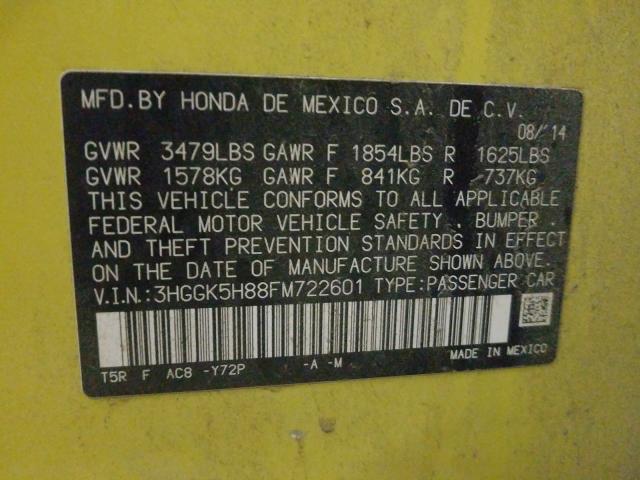 MFD.BY HONDA DE MEXICO S.A. DE C.V.
08/'14
GVWR 3479LBS GAWR F 1854LBS R 1625LBS
GVWR 1578KG GAWR F 841KG R 737KG
THIS VEHICLE CONFORMS TO ALL APPLICABLE
FEDERAL MOTOR VEHICLE SAFETY , BUMPER ,
AND THEFT PREVENTION STANDARDS IN EFFECT
ON THE DATE OF MANUFACTURE SHOWN ABOVE.
V.I.N.:3HGGK5H88FM722601 TYPE:PASSENGER CAR
MADE IN MEXICO
T5R F AC8 -Y72P -A -M